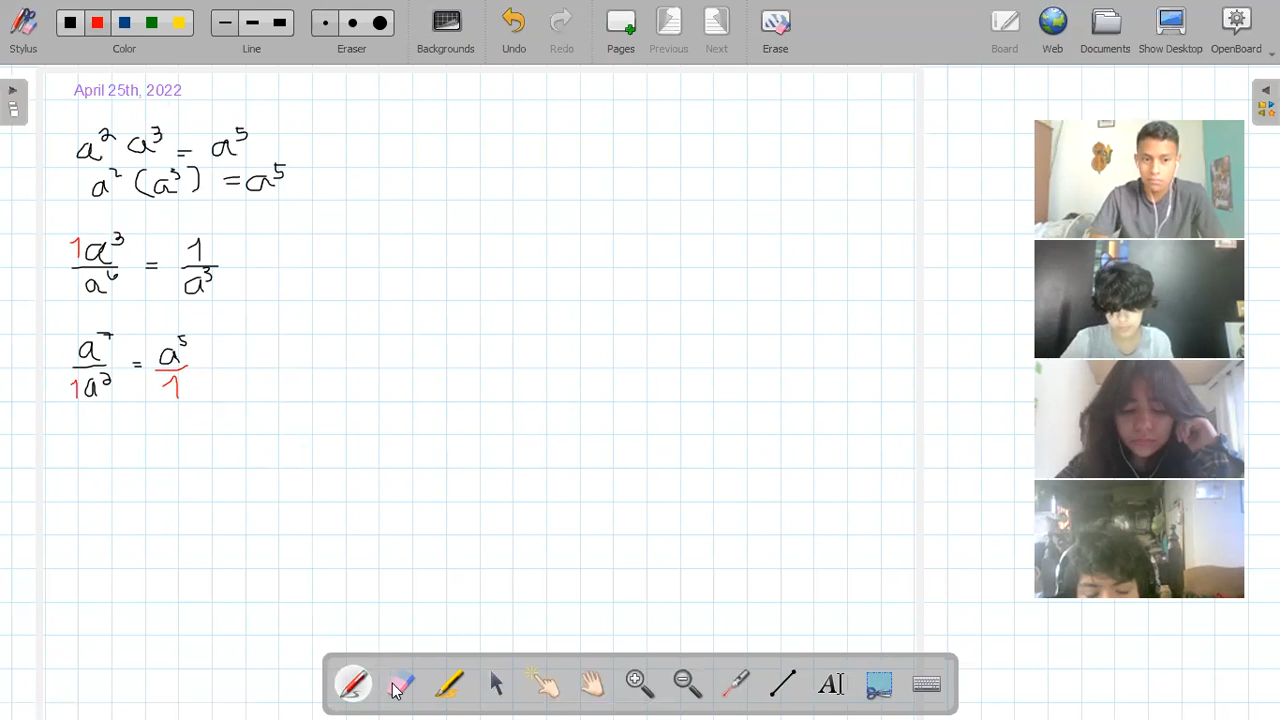 Stylus Color Line Eraser Backgrounds Undo Redo Pages Previous Next Erase Board Web Documents Show Desktop OpenBoard
April 25th, 2022
a² a³ = a⁵
a² (a³) = a⁵
1a³/a⁶ = 1/a³
a⁷/1a² = a⁵/1